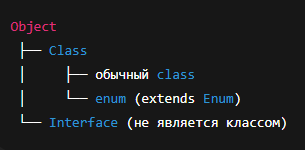 Object
├── Class
│     ├── обычный class
│     └── enum (extends Enum)
└── Interface (не является классом)